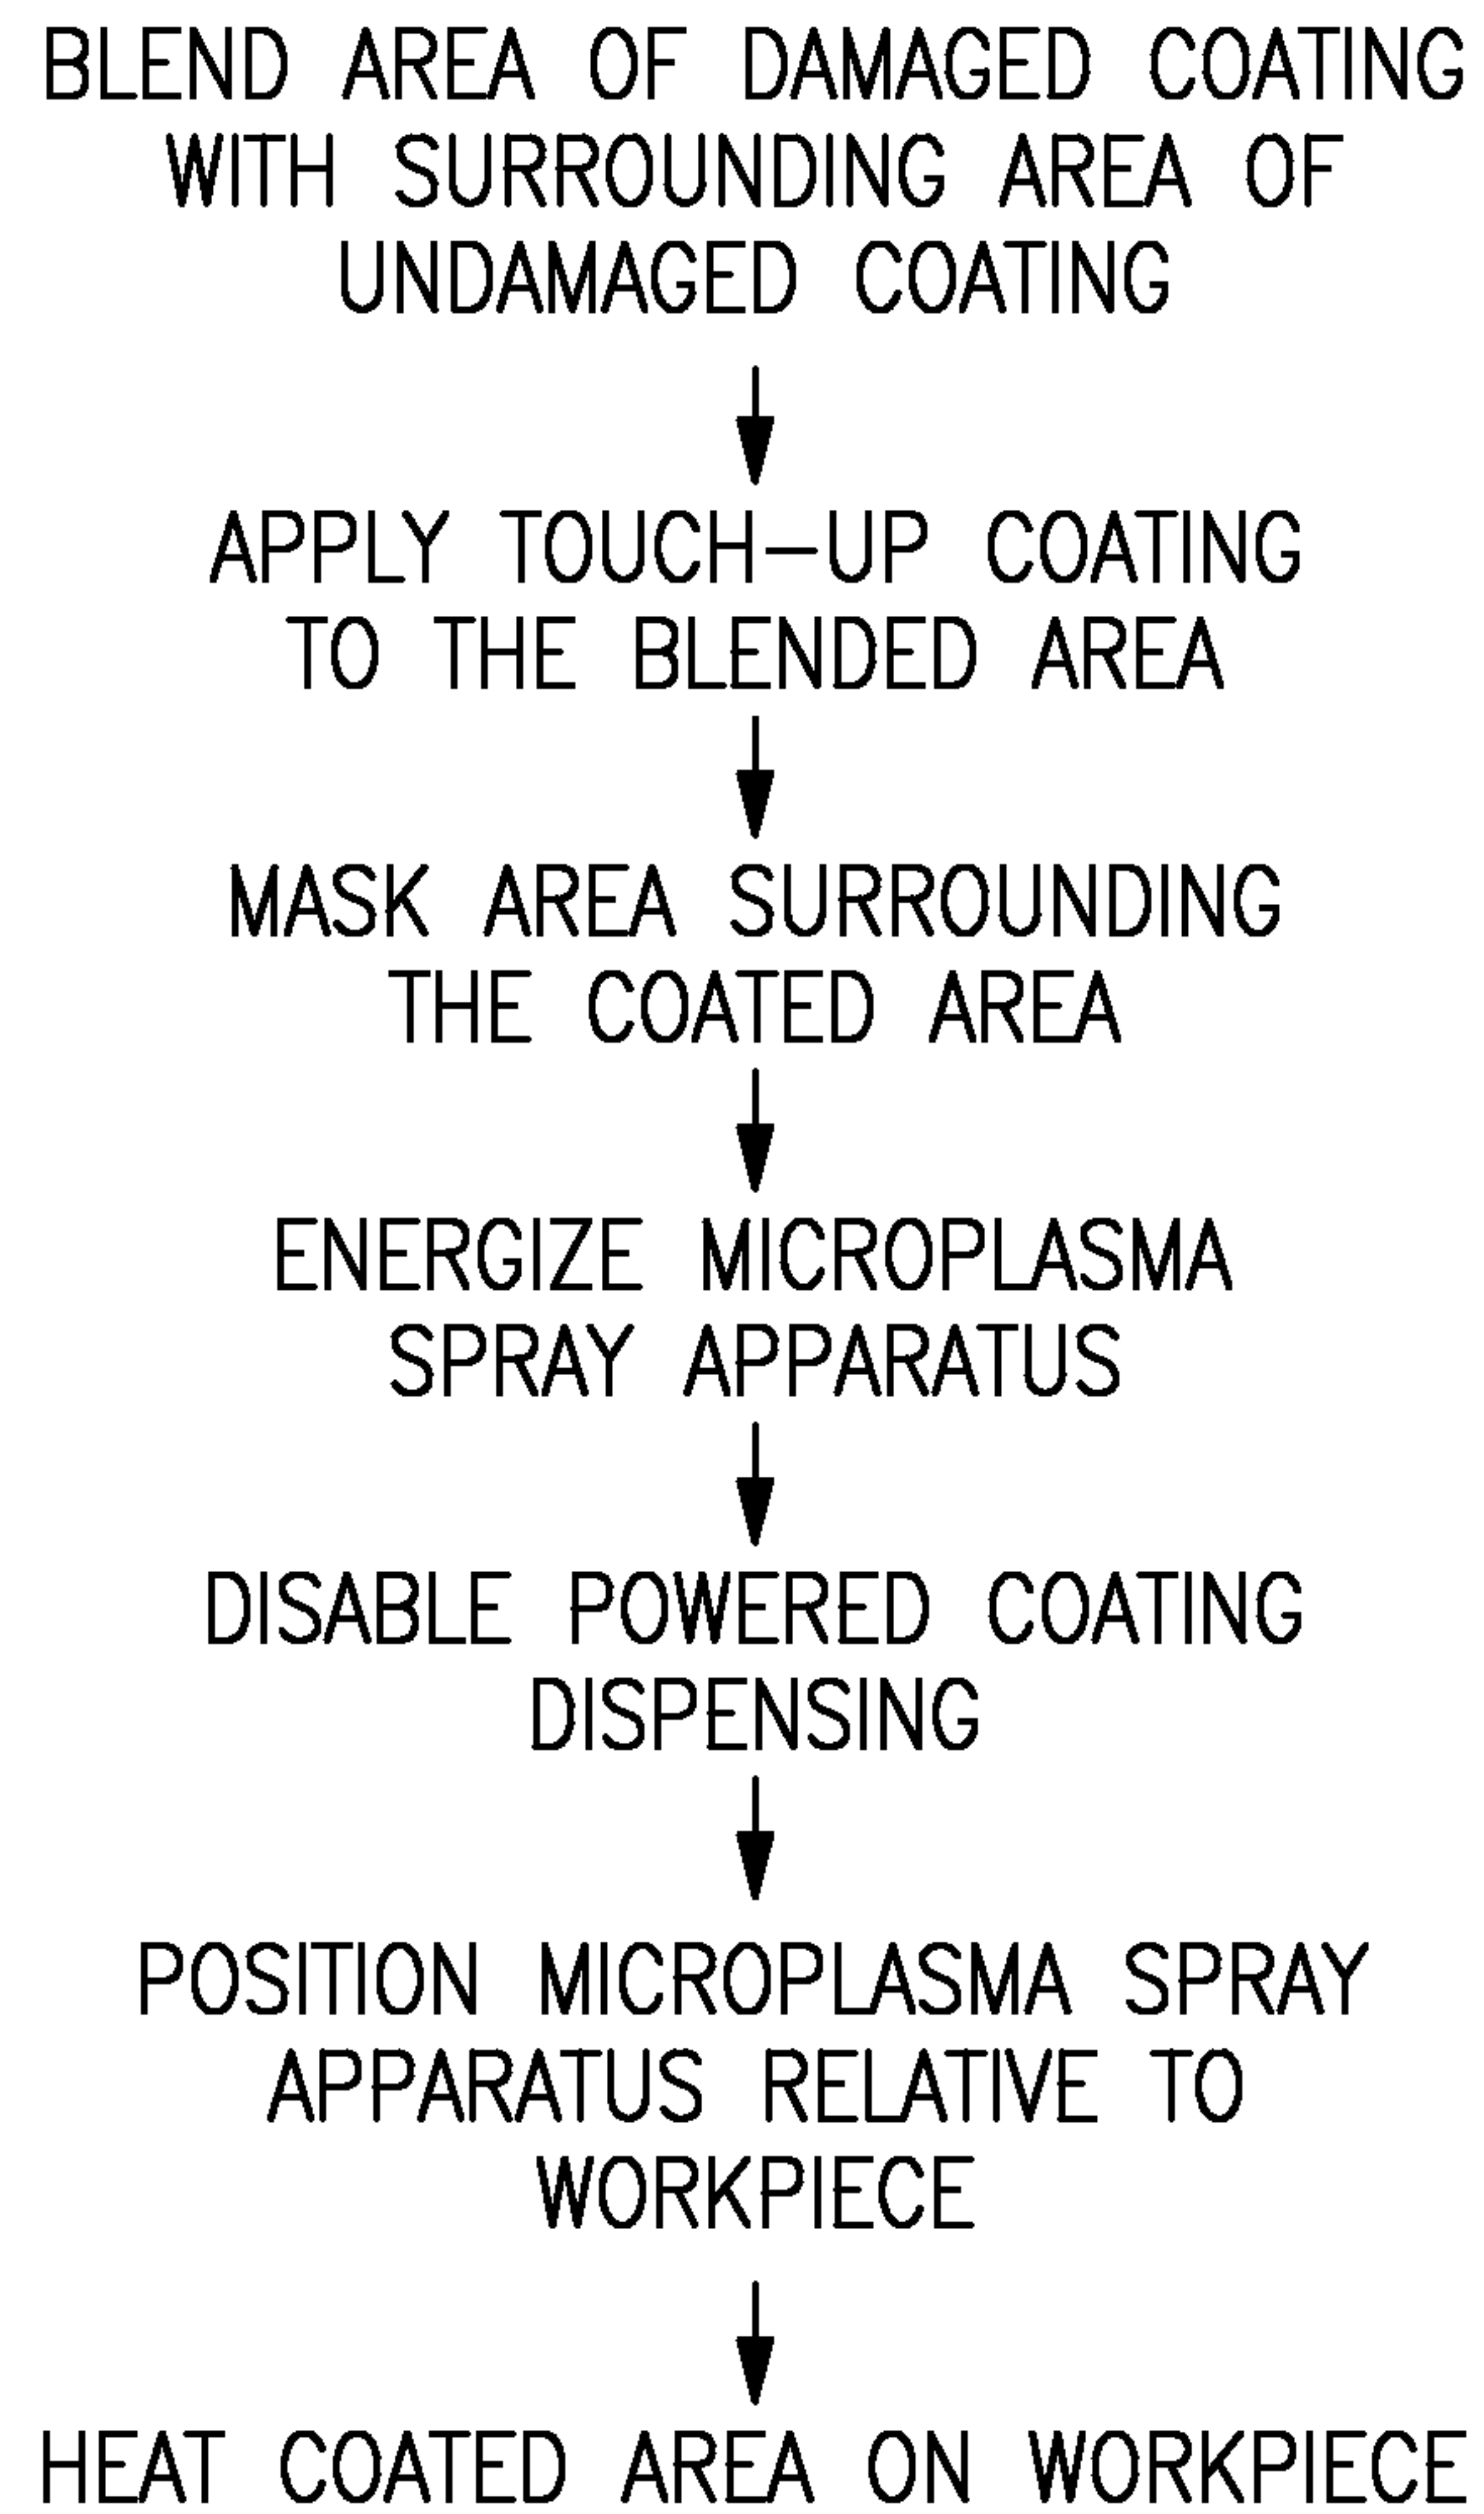 BLEND AREA OF DAMAGED COATING
WITH SURROUNDING AREA OF
UNDAMAGED COATING
APPLY TOUCH-UP COATING
TO THE BLENDED AREA
MASK AREA SURROUNDING
THE COATED AREA
ENERGIZE MICROPLASMA
SPRAY APPARATUS
DISABLE POWERED COATING
DISPENSING
POSITION MICROPLASMA SPRAY
APPARATUS RELATIVE TO
WORKPIECE
HEAT COATED AREA ON WORKPIECE